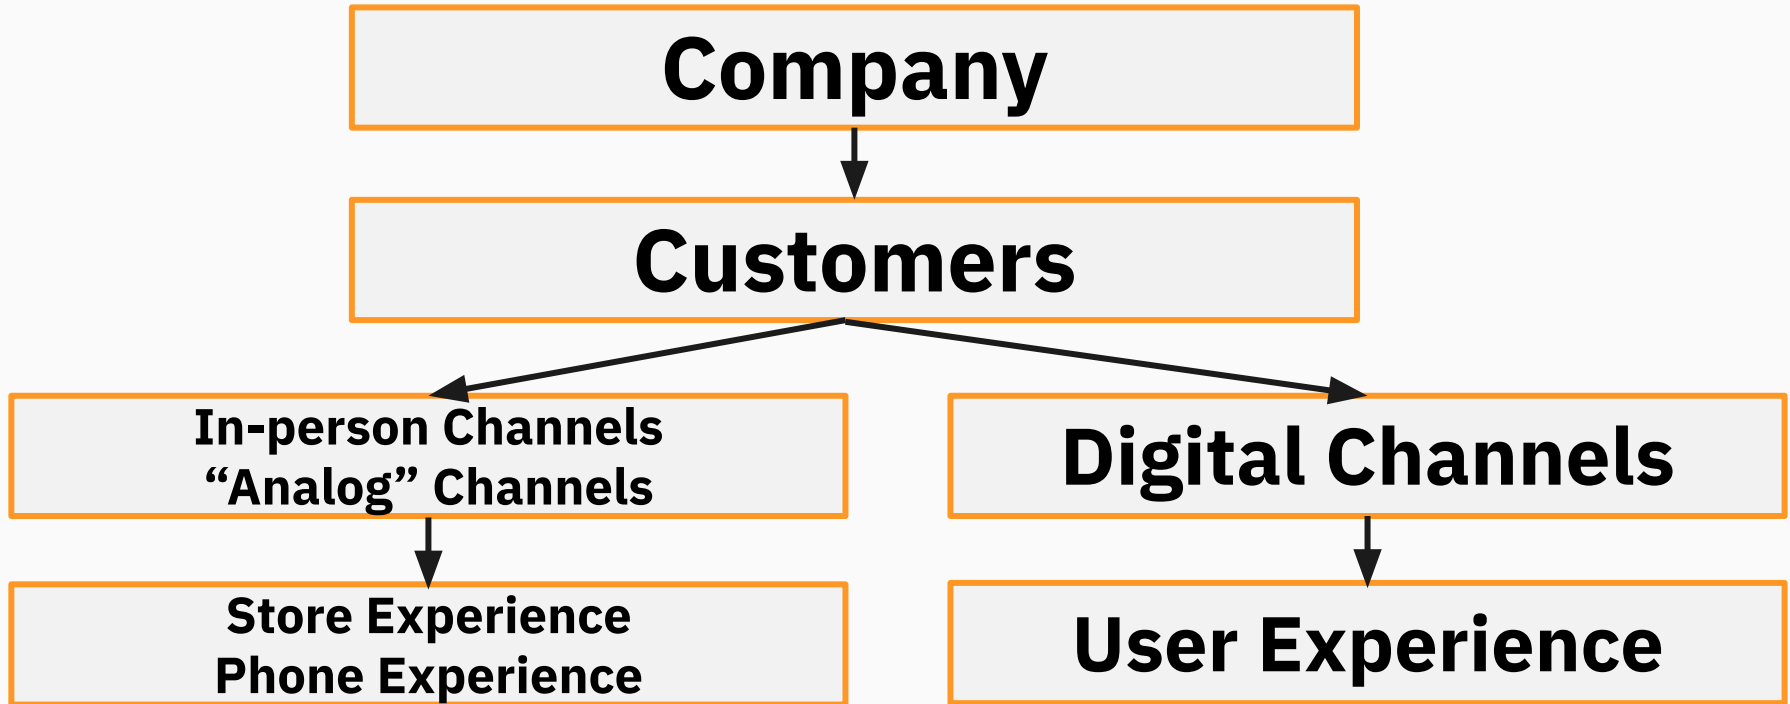 Company
Customers
In-person Channels
“Analog” Channels
Digital Channels
Store Experience
Phone Experience
User Experience